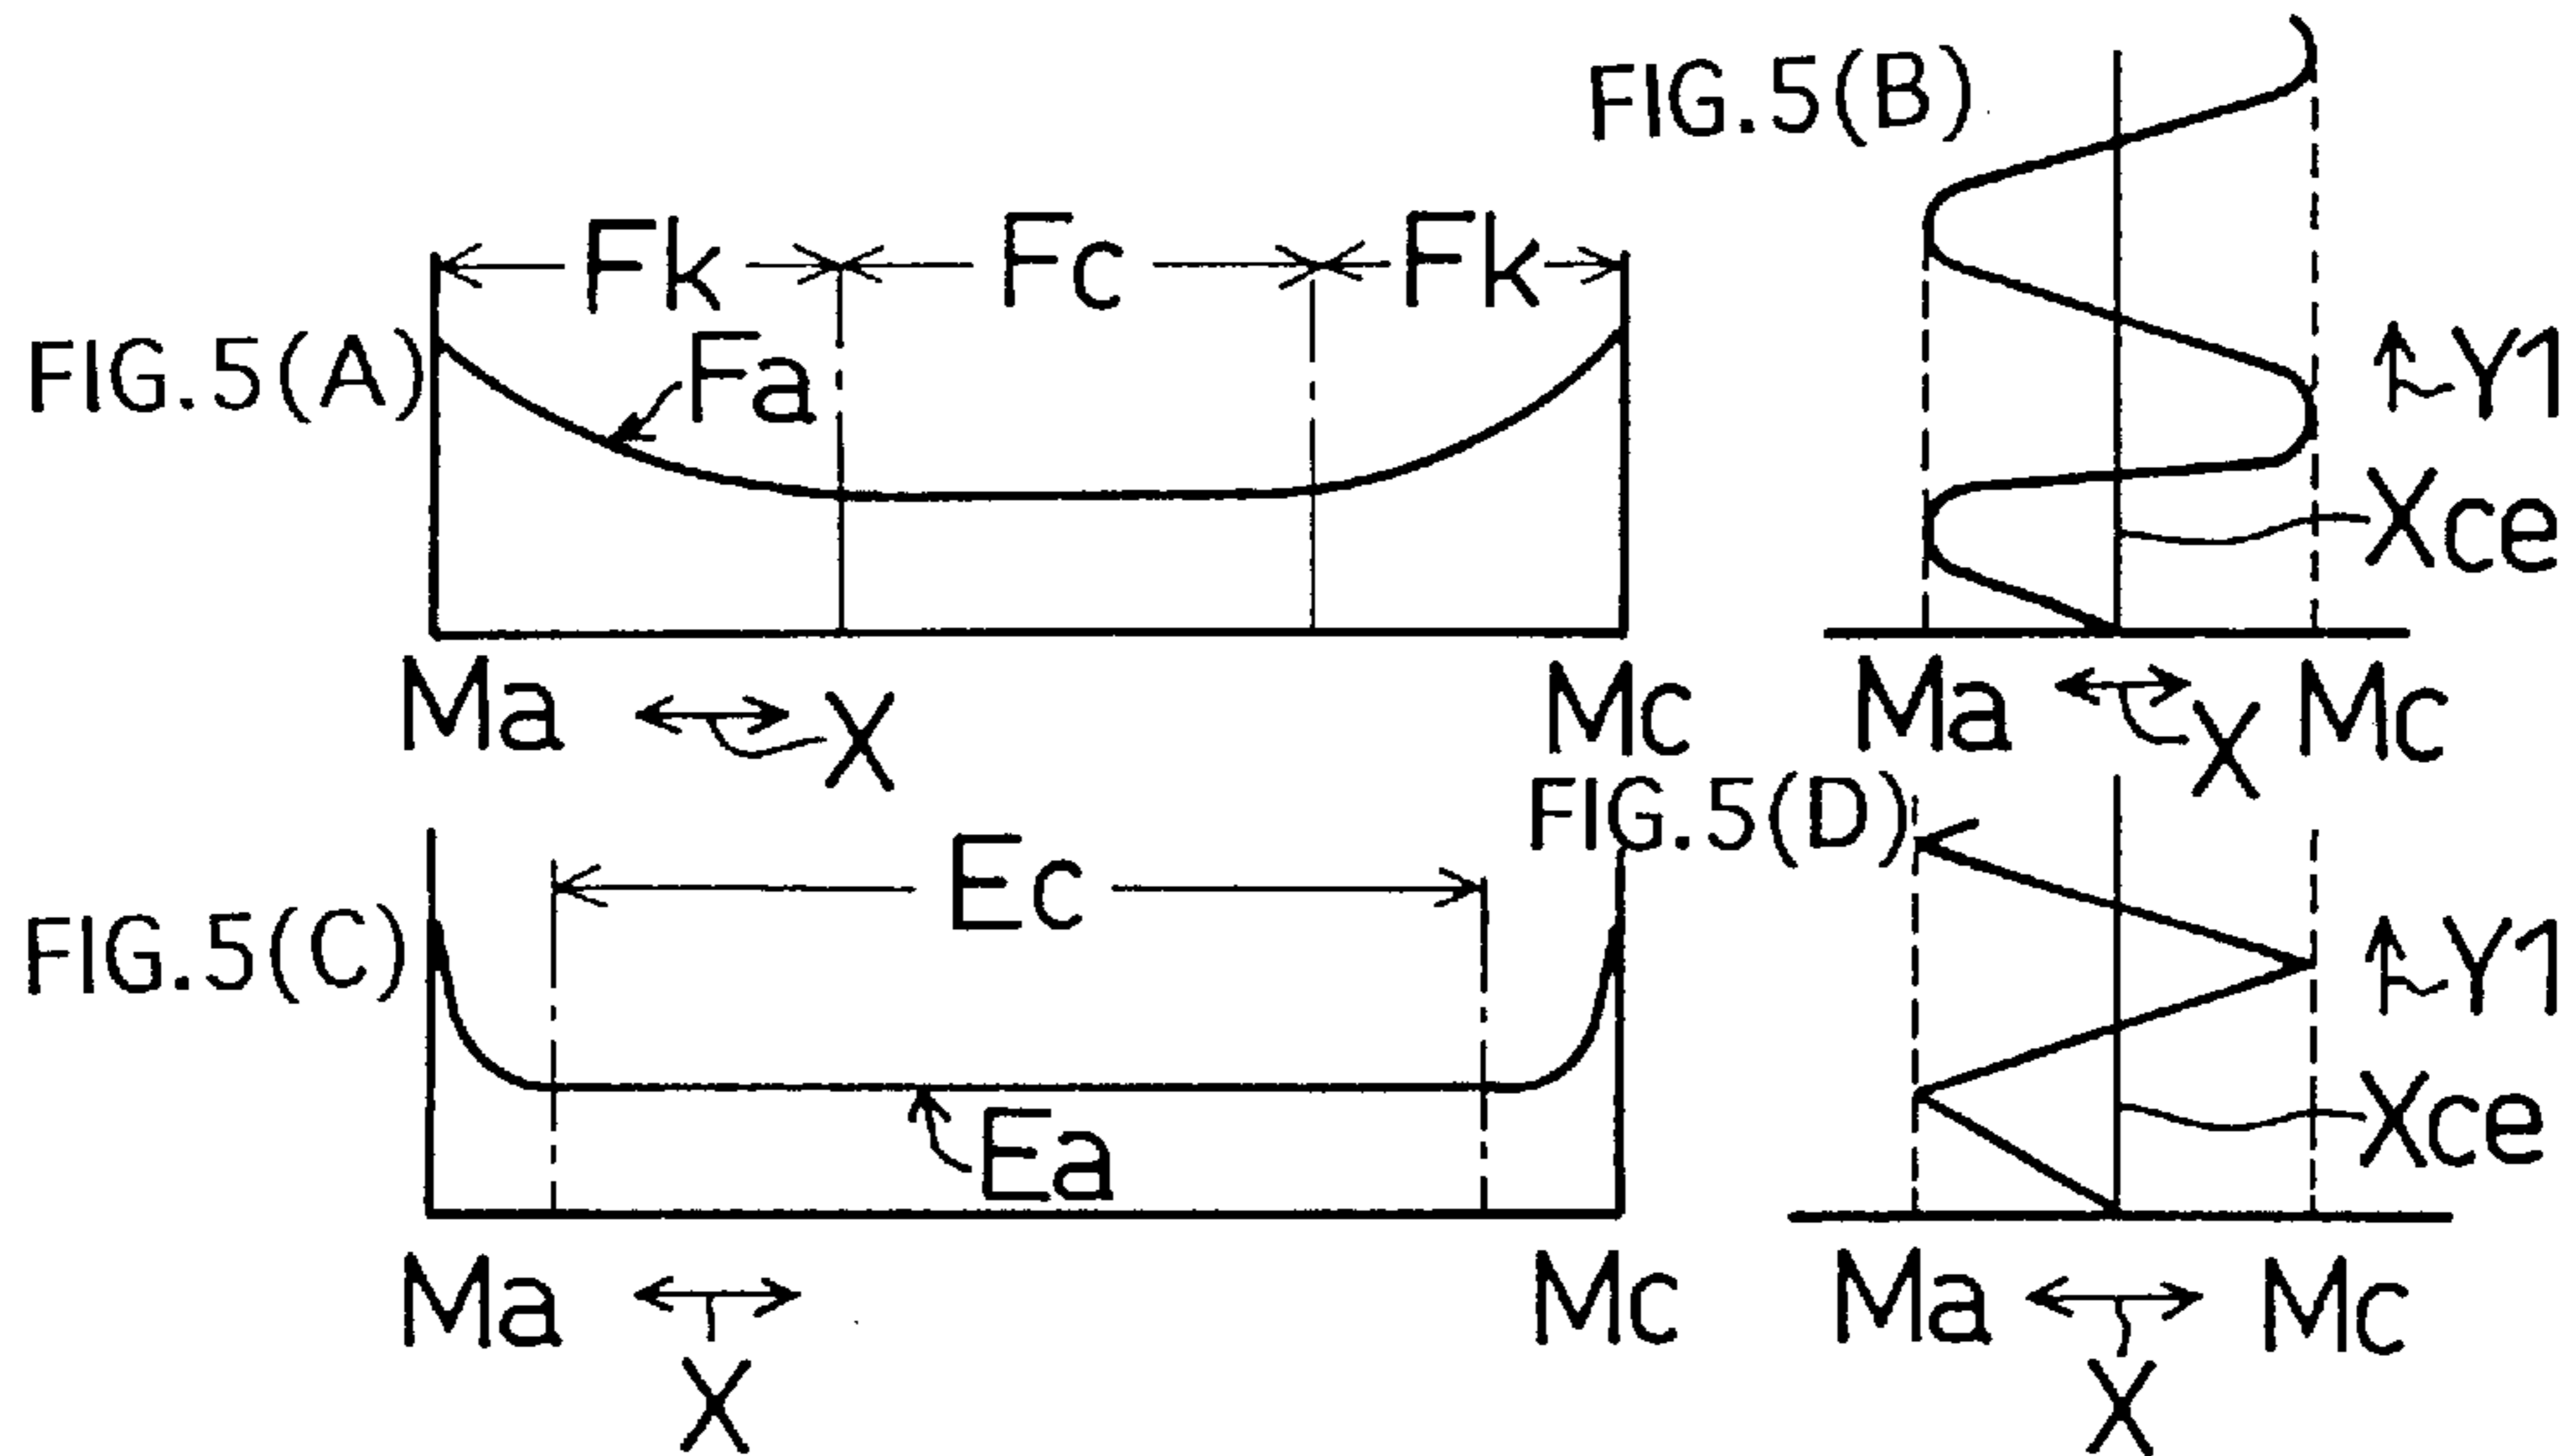 FIG.5(A)
Fk
Fc
Fk
Fa
Ma
X
Mc
FIG.5(B)
Y1
Xce
Ma
X
Mc
FIG.5(C)
Ec
Ea
Ma
X
Mc
FIG.5(D)
Y1
Xce
Ma
X
Mc